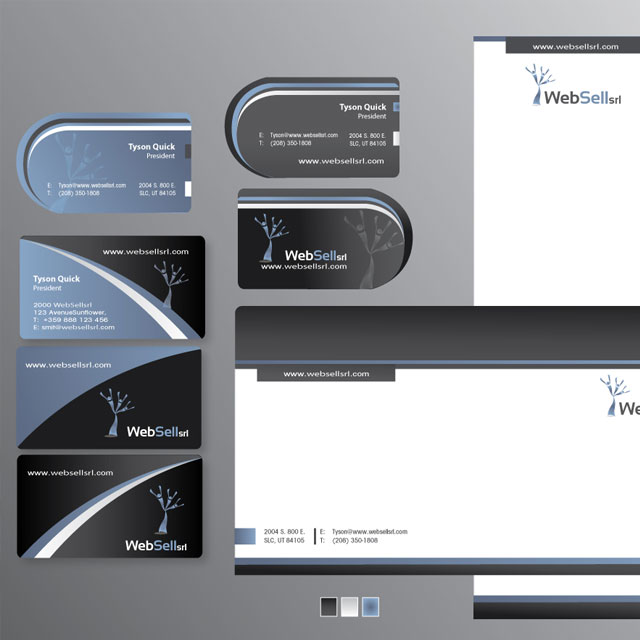 Tyson Quick
President
E: Tyson@www.websellsrl.com
T: (208) 350-1808
2004 S. 800 E.
SLC, UT 84105
Tyson Quick
President
E: Tyson@www.websellsrl.com
T: (208) 350-1808
2004 S. 800 E.
SLC, UT 84105
www.websellsrl.com
WebSellsrl
www.websellsrl.com
www.websellsrl.com
Tyson Quick
President
2000 WebSellsrl
123 AvenueSunflower,
T: +359 888 123 456
E: smit@websellsrl.com
www.websellsrl.com
WebSellsrl
www.websellsrl.com
WebSellsrl
www.websellsrl.com
WebSellsrl
www.websellsrl.com
We
2004 S. 800 E.
SLC, UT 84105
E: Tyson@www.websellsrl.com
T: (208) 350-1808